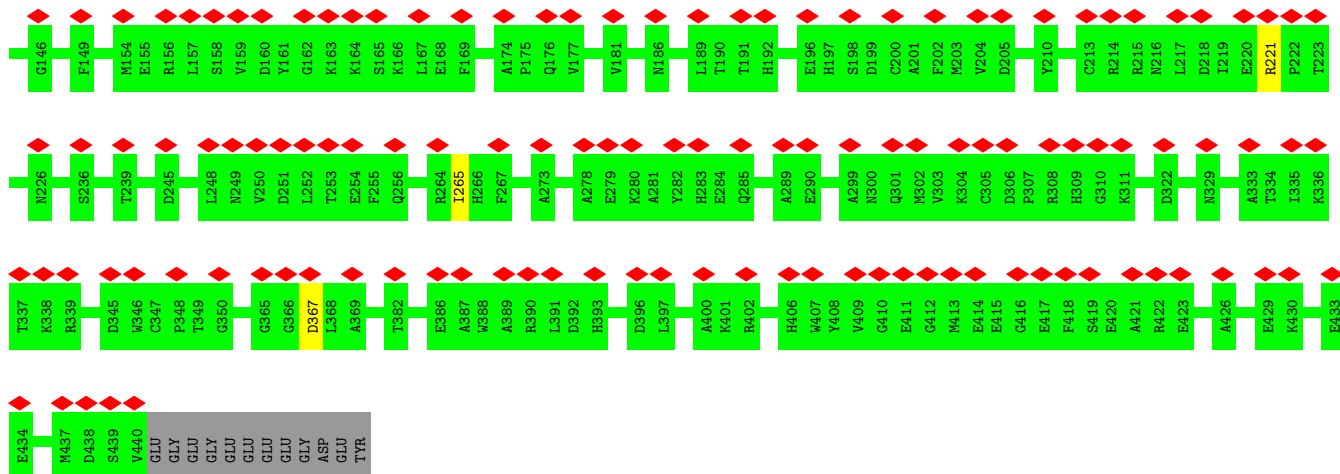 G146 F149 M154 E155 R156 L157 S158 V159 D160 Y161 G162 K163 K164 S165 K166 L167 E168 F169 A174 P175 Q176 V177 V181 N186 L189 T190 T191 H192 E196 H197 S198 D199 C200 A201 F202 M203 V204 D205 Y210 C213 R214 R215 N216 L217 D218 I219 E220 R221 P222 T223
N226 S236 T239 D245 L248 N249 V250 D251 L252 T253 E254 F255 Q256 R264 I265 H266 F267 A273 A278 E279 K280 A281 Y282 H283 E284 Q285 A289 E290 A299 N300 Q301 M302 V303 K304 C305 D306 P307 R308 H309 G310 K311 D322 N329 A333 T334 I335 K336
T337 K338 R339 D345 W346 C347 P348 T349 G350 G365 G366 D367 L368 A369 T382 E386 A387 W388 A389 R390 L391 D392 H393 D396 L397 A400 K401 R402 H406 W407 Y408 V409 G410 E411 G412 M413 E414 E415 G416 E417 F418 S419 E420 A421 R422 E423 A426 E429 K430 E433
E434 M437 D438 S439 V440 GLU GLY GLU GLY GLU GLU GLU GLU GLY ASP GLU TYR